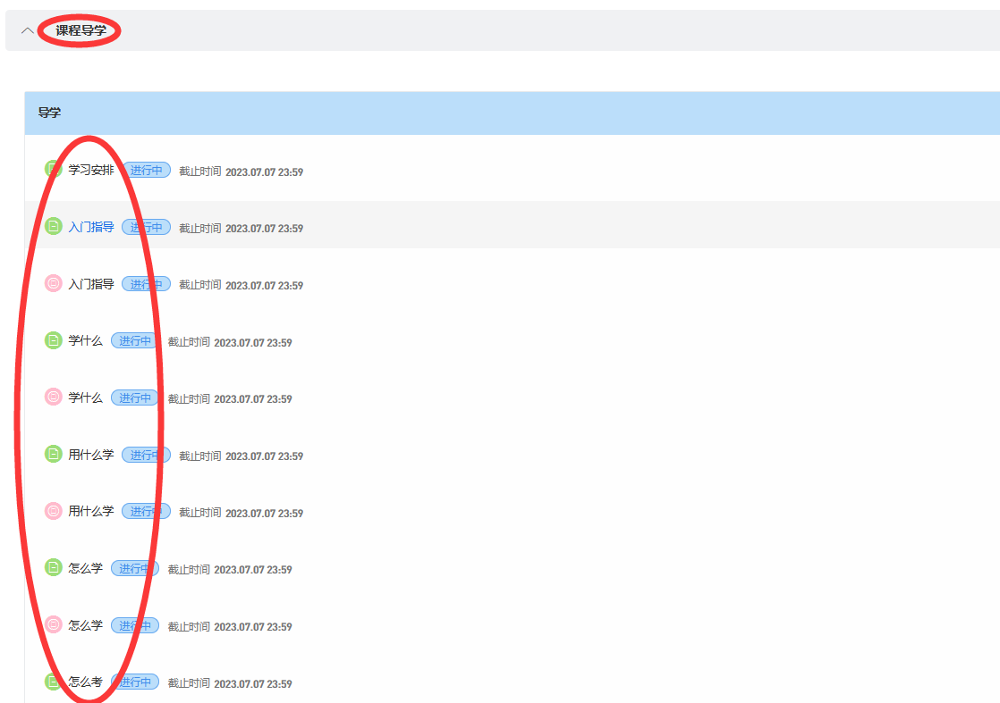 课程导学
导学
学习安排 进行中 截止时间 2023.07.07 23:59
入门指导 进行中 截止时间 2023.07.07 23:59
入门指导 进行中 截止时间 2023.07.07 23:59
学什么 进行中 截止时间 2023.07.07 23:59
学什么 进行中 截止时间 2023.07.07 23:59
用什么学 进行中 截止时间 2023.07.07 23:59
用什么学 进行中 截止时间 2023.07.07 23:59
怎么学 进行中 截止时间 2023.07.07 23:59
怎么学 进行中 截止时间 2023.07.07 23:59
怎么考 进行中 截止时间 2023.07.07 23:59